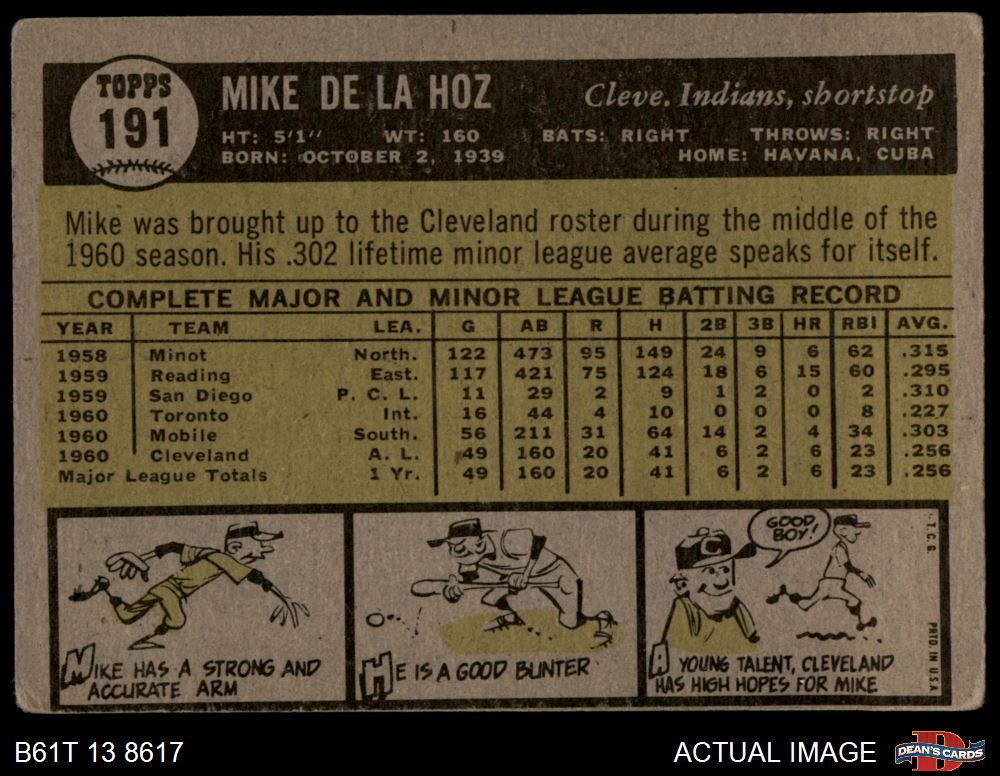 TOPPS
191
MIKE DE LA HOZ
Cleve. Indians, shortstop
HT: 5'1" WT: 160 BATS: RIGHT THROWS: RIGHT
BORN: OCTOBER 2, 1939 HOME: HAVANA, CUBA
Mike was brought up to the Cleveland roster during the middle of the
1960 season. His .302 lifetime minor league average speaks for itself.
COMPLETE MAJOR AND MINOR LEAGUE BATTING RECORD
YEAR TEAM LEA. G AB R H 2B 3B HR RBI AVG.
1958 Minot North. 122 473 95 149 24 9 6 62 .315
1959 Reading East. 117 421 75 124 18 6 15 60 .295
1959 San Diego P. C. L. 11 29 2 9 1 2 0 2 .310
1960 Toronto Int. 16 44 4 10 0 0 0 8 .227
1960 Mobile South. 56 211 31 64 14 2 4 34 .303
1960 Cleveland A. L. 49 160 20 41 6 2 6 23 .256
Major League Totals 1 Yr. 49 160 20 41 6 2 6 23 .256
MIKE HAS A STRONG AND
ACCURATE ARM
HE IS A GOOD BUNTER
GOOD
BOY!
C
A YOUNG TALENT, CLEVELAND
HAS HIGH HOPES FOR MIKE
T.C.G.
PRTD IN U.S.A.
B61T 13 8617
ACTUAL IMAGE
D
DEAN'S CARDS